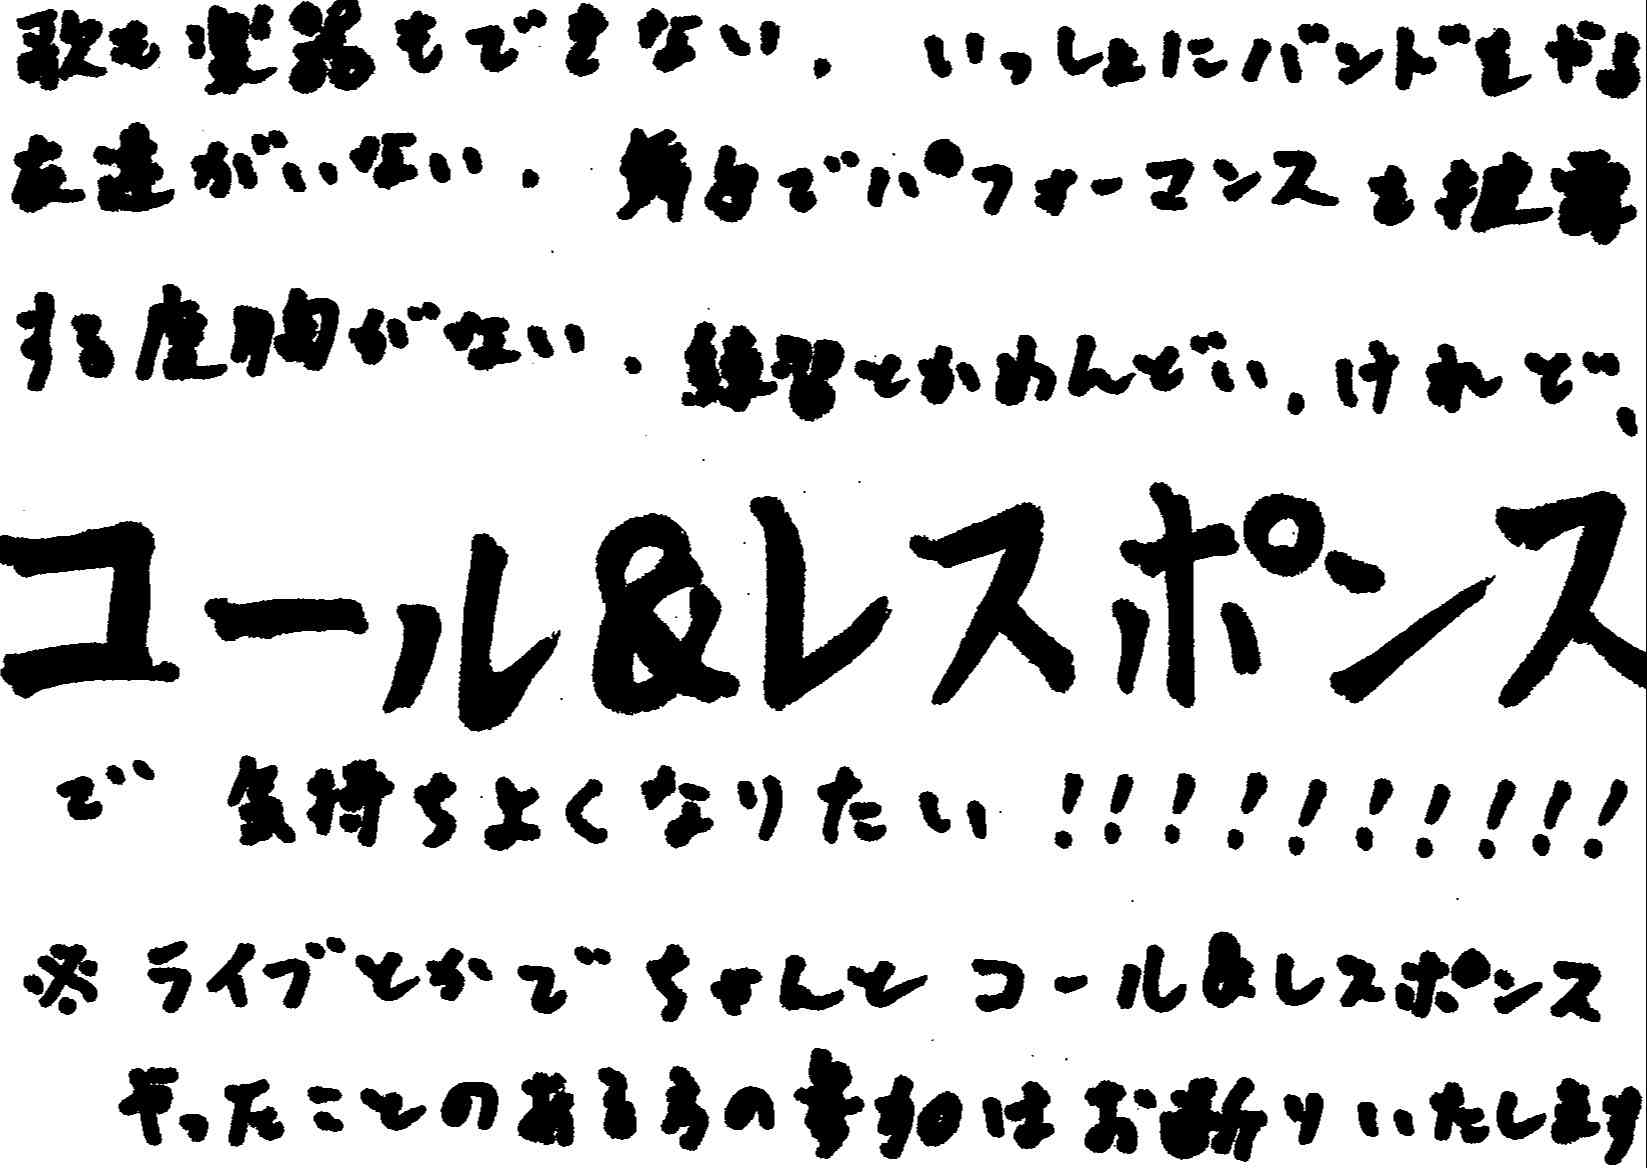 歌も楽器もできない。いっしょにバンドをやる
友達がいない。舞台でパフォーマンスを披露
する度胸がない。練習とかめんどい。けれど、
コール&レスポンス
で 気持ちよくなりたい!!!!!!!!!!
※ライブとかでちゃんとコール&レスポンス
やったことのある方の参加はお断りいたします